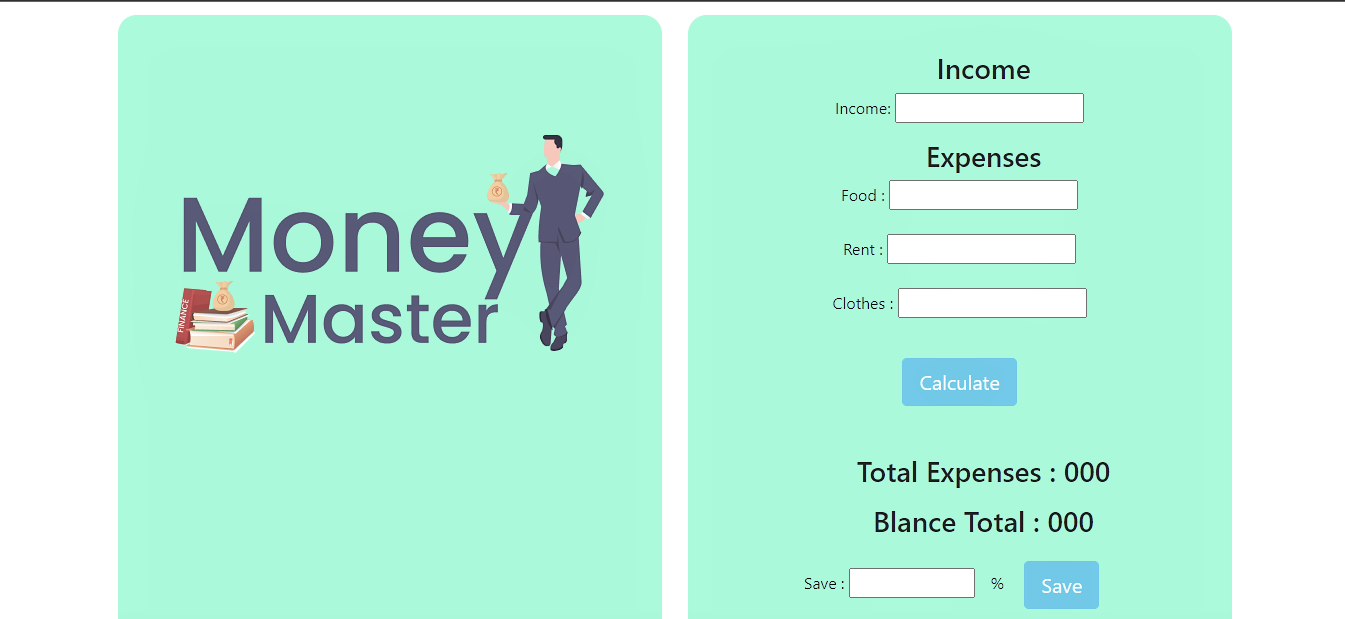 Money
Master
FINANCE
Income
Income:
Expenses
Food :
Rent :
Clothes :
Calculate
Total Expenses : 000
Blance Total : 000
Save : % Save